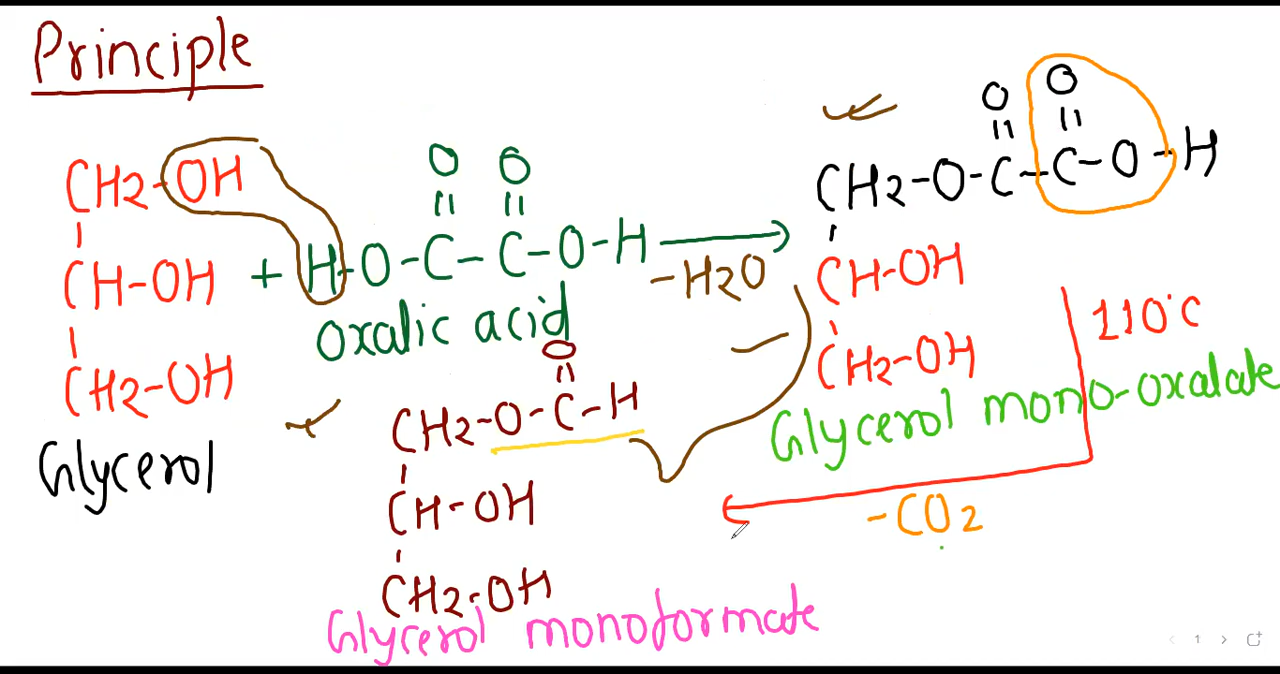 Principle
CH2-OH
CH-OH
CH2-OH
Glycerol
+
O O
H-O-C-C-O-H
oxalic acid
-H2O
O O
CH2-O-C-C-O-H
CH-OH
CH2-OH
Glycerol mono-oxalate
110°C
-CO2
O
CH2-O-C-H
CH-OH
CH2-OH
Glycerol monoformate
1